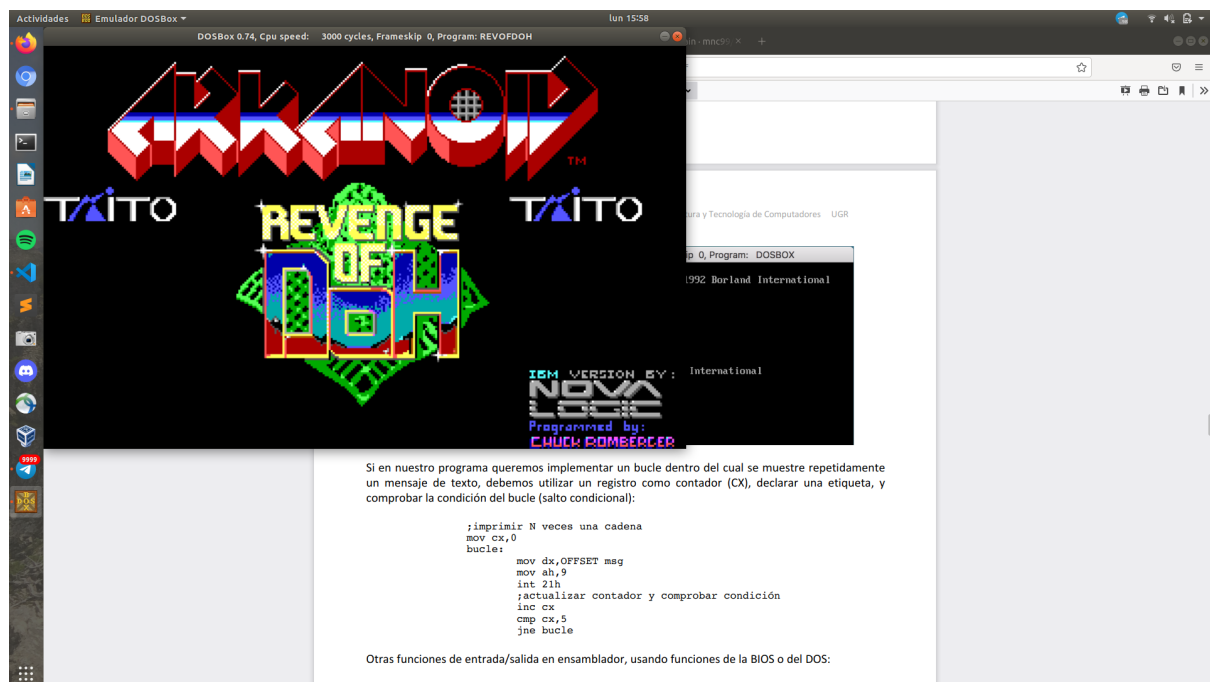 Actividades Emulador DOSBox lun 15:58
DOSBox 0.74, Cpu speed: 3000 cycles, Frameskip 0, Program: REVOFDOH
ain - mnc99
ARKANOID
TM
TAITO
TAITO
REVENGE
OF
DOH
IBM VERSION BY:
NOVA
LOGIC
Programmed by:
CHUCK ROMBERGER
9999
ura y Tecnología de Computadores UGR
ip 0, Program: DOSBOX
1992 Borland International
International
Si en nuestro programa queremos implementar un bucle dentro del cual se muestre repetidamente
un mensaje de texto, debemos utilizar un registro como contador (CX), declarar una etiqueta, y
comprobar la condición del bucle (salto condicional):
;imprimir N veces una cadena
mov cx,0
bucle:
mov dx,OFFSET msg
mov ah,9
int 21h
;actualizar contador y comprobar condición
inc cx
cmp cx,5
jne bucle
Otras funciones de entrada/salida en ensamblador, usando funciones de la BIOS o del DOS: